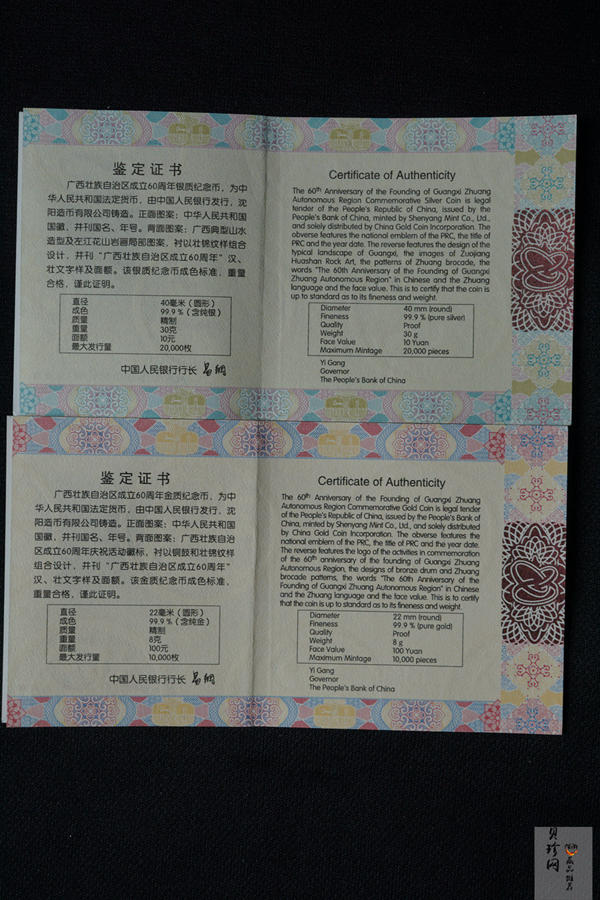 鉴定证书
广西壮族自治区成立60周年银质纪念币，为中
华人民共和国法定货币，由中国人民银行发行，沈
阳造币有限公司铸造。正面图案：中华人民共和国
国徽，并刊国名、年号。背面图案：广西典型山水
造型及左江花山岩画局部图案，衬以壮锦纹样组合
设计，并刊“广西壮族自治区成立60周年”汉、
壮文字样及面额。该银质纪念币成色标准，重量
合格，谨此证明。
直径 40毫米（圆形）
成色 99.9％（含纯银）
质量 精制
重量 30克
面额 10元
最大发行量 20,000枚
中国人民银行行长 易纲
Certificate of Authenticity
The 60th Anniversary of the Founding of Guangxi Zhuang
Autonomous Region Commemorative Silver Coin is legal
tender of the People's Republic of China, issued by the
People's Bank of China, minted by Shenyang Mint Co., Ltd.,
and solely distributed by China Gold Coin Incorporation. The
obverse features the national emblem of the PRC, the title of
PRC and the year date. The reverse features the design of the
typical landscape of Guangxi, the images of Zuojiang
Huashan Rock Art, the patterns of Zhuang brocade, the
words "The 60th Anniversary of the Founding of Guangxi
Zhuang Autonomous Region" in Chinese and the Zhuang
language and the face value. This is to certify that the coin is
up to standard as to its fineness and weight.
Diameter 40 mm (round)
Fineness 99.9 % (pure silver)
Quality Proof
Weight 30 g
Face Value 10 Yuan
Maximum Mintage 20,000 pieces
Yi Gang
Governor
The People's Bank of China
鉴定证书
广西壮族自治区成立60周年金质纪念币，为中
华人民共和国法定货币，由中国人民银行发行，沈
阳造币有限公司铸造。正面图案：中华人民共和国
国徽，并刊国名、年号。背面图案：广西壮族自治
区成立60周年庆祝活动徽标，衬以铜鼓和壮锦纹样
组合设计，并刊“广西壮族自治区成立60周年”
汉、壮文字样及面额。该金质纪念币成色标准，
重量合格，谨此证明。
直径 22毫米（圆形）
成色 99.9％（含纯金）
质量 精制
重量 8克
面额 100元
最大发行量 10,000枚
中国人民银行行长 易纲
Certificate of Authenticity
The 60th Anniversary of the Founding of Guangxi Zhuang
Autonomous Region Commemorative Gold Coin is legal tender
of the People's Republic of China, issued by the People's Bank of
China, minted by Shenyang Mint Co., Ltd., and solely distributed
by China Gold Coin Incorporation. The obverse features the
national emblem of the PRC, the title of PRC and the year date.
The reverse features the logo of the activities in commemoration
of the 60th anniversary of the founding of Guangxi Zhuang
Autonomous Region, the designs of bronze drum and Zhuang
brocade patterns, the words "The 60th Anniversary of the
Founding of Guangxi Zhuang Autonomous Region" in Chinese
and the Zhuang language and the face value. This is to certify
that the coin is up to standard as to its fineness and weight.
Diameter 22 mm (round)
Fineness 99.9 % (pure gold)
Quality Proof
Weight 8 g
Face Value 100 Yuan
Maximum Mintage 10,000 pieces
Yi Gang
Governor
The People's Bank of China
贝珍网